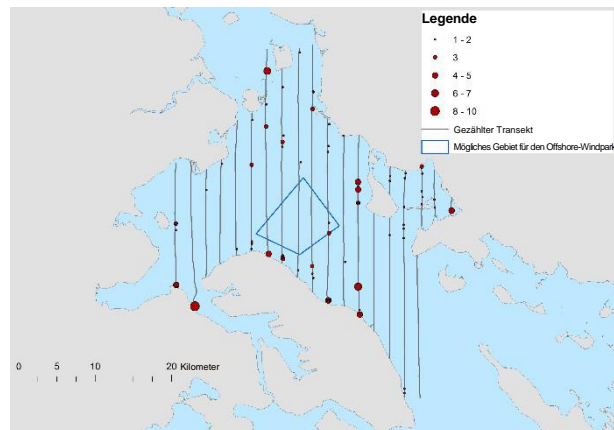 Legende
1 - 2
3
4 - 5
6 - 7
8 - 10
Gezählter Transekt
Mögliches Gebiet für den Offshore-Windpark
0 5 10 20 Kilometer